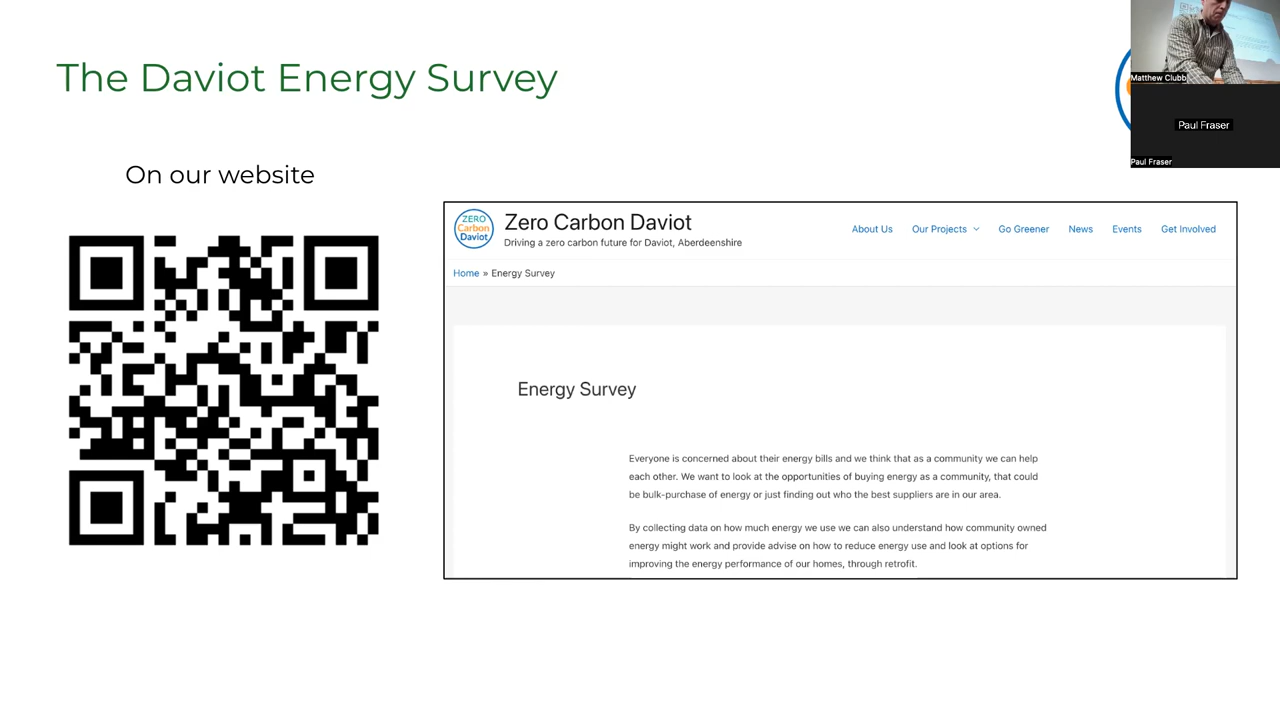 The Daviot Energy Survey
Matthew Clubb
Paul Fraser
Paul Fraser
On our website
ZERO
Carbon
Daviot
Zero Carbon Daviot
Driving a zero carbon future for Daviot, Aberdeenshire
About Us Our Projects Go Greener News Events Get Involved
Home » Energy Survey
Energy Survey
Everyone is concerned about their energy bills and we think that as a community we can help
each other. We want to look at the opportunities of buying energy as a community, that could
be bulk-purchase of energy or just finding out who the best suppliers are in our area.
By collecting data on how much energy we use we can also understand how community owned
energy might work and provide advise on how to reduce energy use and look at options for
improving the energy performance of our homes, through retrofit.